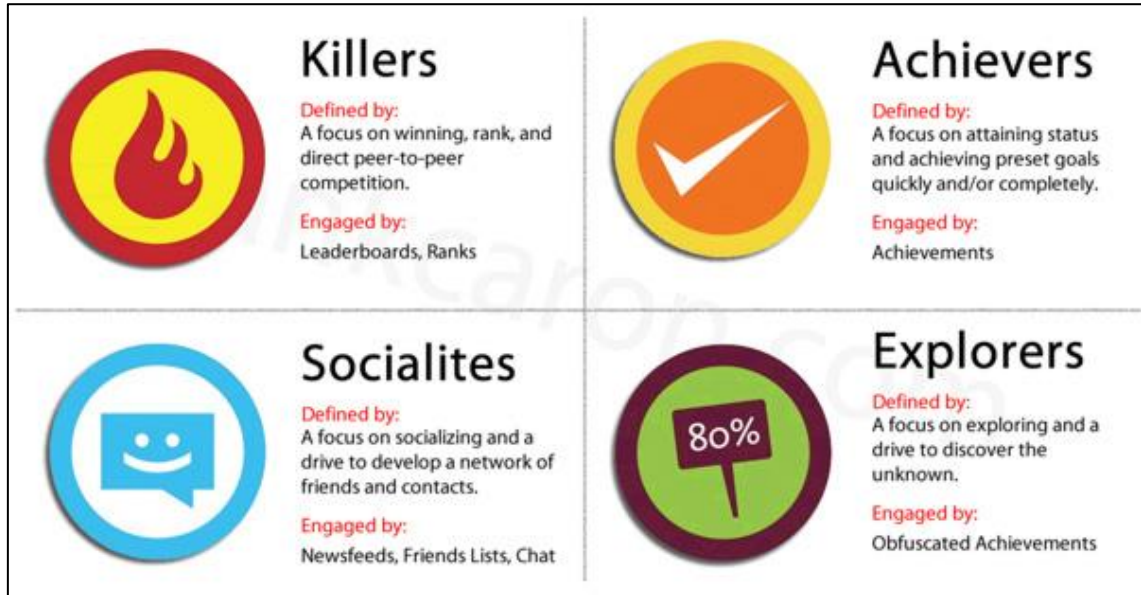 Killers
Defined by:
A focus on winning, rank, and
direct peer-to-peer
competition.
Engaged by:
Leaderboards, Ranks
Achievers
Defined by:
A focus on attaining status
and achieving preset goals
quickly and/or completely.
Engaged by:
Achievements
Socialites
Defined by:
A focus on socializing and a
drive to develop a network of
friends and contacts.
Engaged by:
Newsfeeds, Friends Lists, Chat
80%
Explorers
Defined by:
A focus on exploring and a
drive to discover the
unknown.
Engaged by:
Obfuscated Achievements